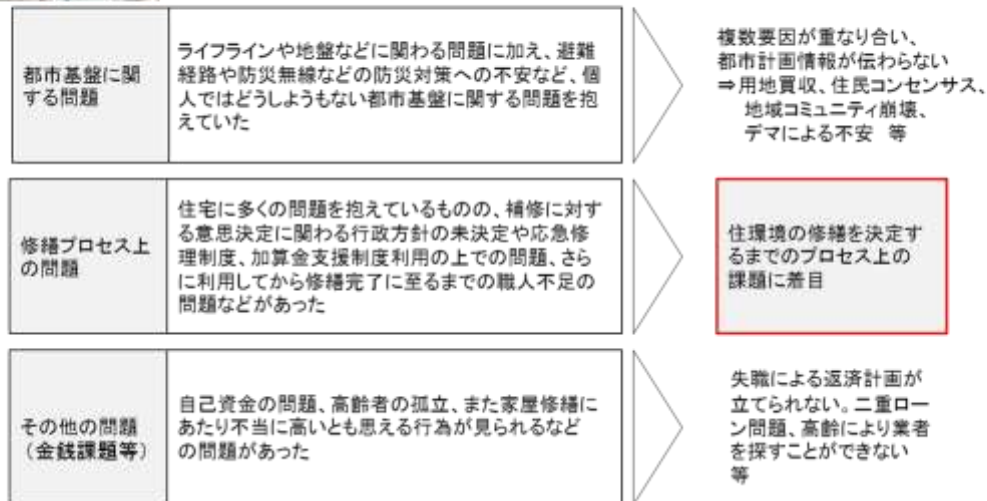 都市基盤に関
する問題
ライフラインや地盤などに関わる問題に加え、避難
経路や防災無線などの防災対策への不安など、個
人ではどうしようもない都市基盤に関する問題を抱
えていた
複数要因が重なり合い、
都市計画情報が伝わらない
⇒用地買収、住民コンセンサス、
地域コミュニティ崩壊、
デマによる不安 等
修繕プロセス上
の問題
住宅に多くの問題を抱えているものの、補修に対す
る意思決定に関わる行政方針の未決定や応急修
理制度、加算金支援制度利用の上での問題、さら
に利用してから修繕完了に至るまでの職人不足の
問題などがあった
住環境の修繕を決定す
るまでのプロセス上の
課題に着目
その他の問題
(金銭課題等)
自己資金の問題、高齢者の孤立、また家屋修繕に
あたり不当に高いとも思える行為が見られるなど
の問題があった
失職による返済計画が
立てられない。二重ロー
ン問題、高齢により業者
を探すことができない
等